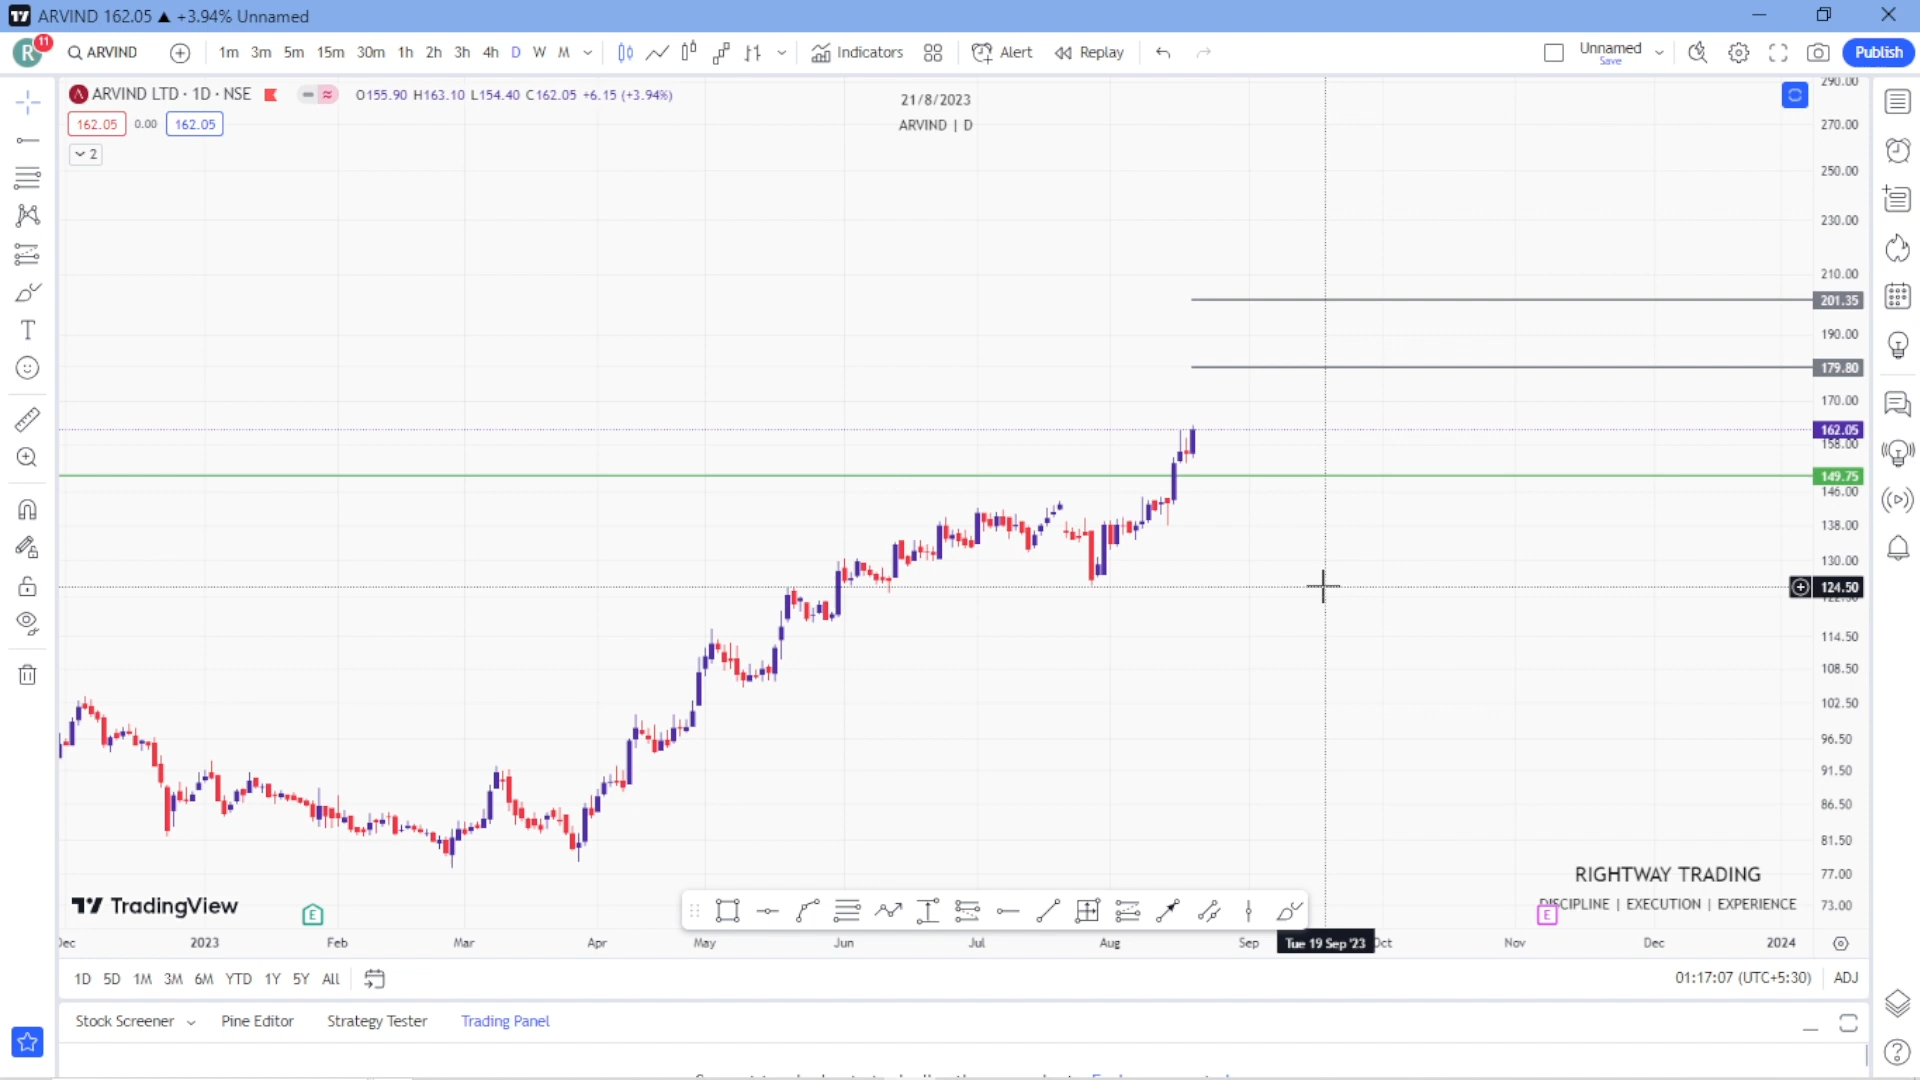 ARVIND 162.05 ▲ +3.94% Unnamed
R 11 ARVIND 1m 3m 5m 15m 30m 1h 2h 3h 4h D W M Indicators Alert Replay Unnamed Save Publish
ARVIND LTD · 1D · NSE O155.90 H163.10 L154.40 C162.05 +6.15 (+3.94%)
162.05 0.00 162.05
2
21/8/2023
ARVIND | D
290.00
270.00
250.00
230.00
210.00
201.35
190.00
179.80
170.00
162.05
158.00
149.75
146.00
138.00
130.00
124.50
114.50
108.50
102.50
96.50
91.50
86.50
81.50
77.00
73.00
RIGHTWAY TRADING
DISCIPLINE | EXECUTION | EXPERIENCE
TradingView
E
E
Dec 2023 Feb Mar Apr May Jun Jul Aug Sep Tue 19 Sep '23 Oct Nov Dec 2024
1D 5D 1M 3M 6M YTD 1Y 5Y All 01:17:07 (UTC+5:30) ADJ
Stock Screener Pine Editor Strategy Tester Trading Panel